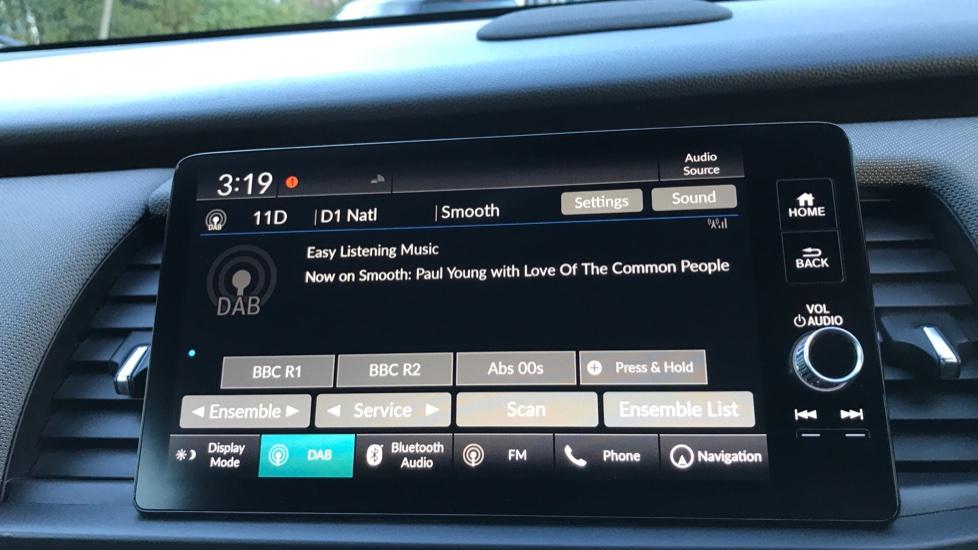 3:19
1
Audio
Source
DAB
11D
D1 Natl
Smooth
Settings
Sound
DAB
Easy Listening Music
Now on Smooth: Paul Young with Love Of The Common People
BBC R1
BBC R2
Abs 00s
Press & Hold
Ensemble
Service
Scan
Ensemble List
Display
Mode
DAB
Bluetooth
Audio
FM
Phone
Navigation
HOME
BACK
VOL
AUDIO